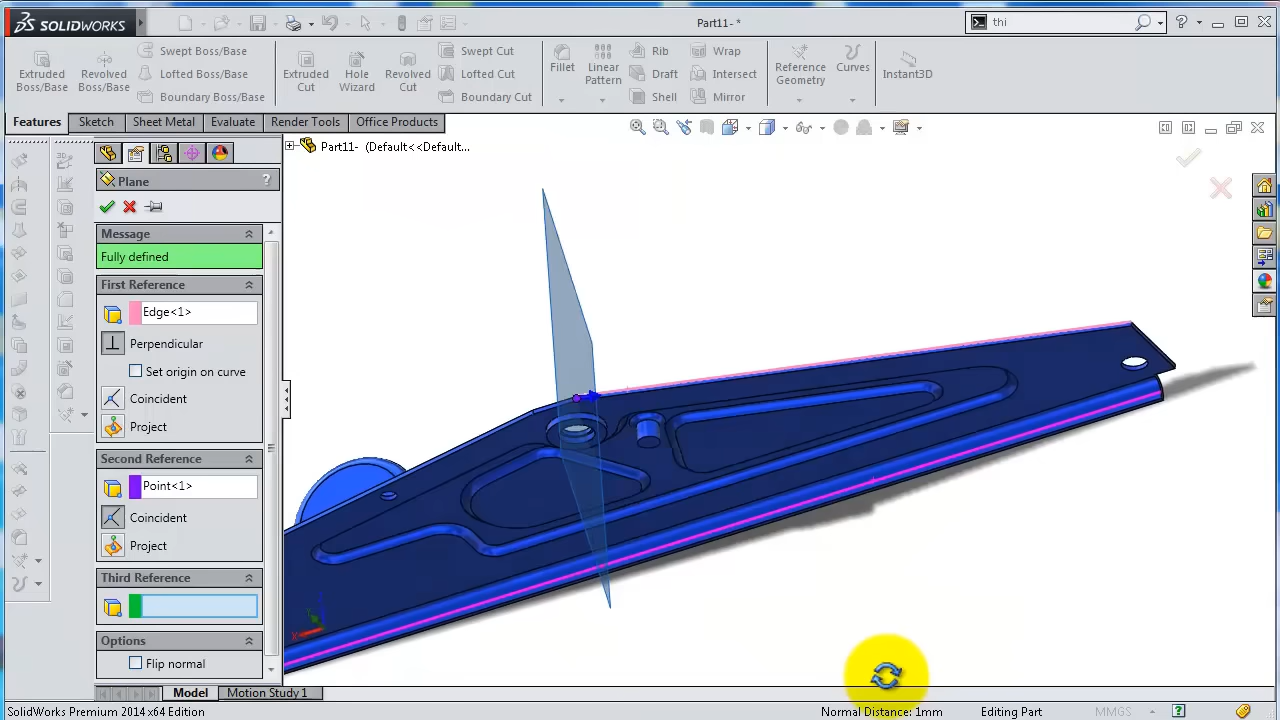 SOLIDWORKS
Part11- *
thi
Extruded Boss/Base
Revolved Boss/Base
Swept Boss/Base
Lofted Boss/Base
Boundary Boss/Base
Extruded Cut
Hole Wizard
Revolved Cut
Swept Cut
Lofted Cut
Boundary Cut
Fillet
Linear Pattern
Rib
Draft
Shell
Wrap
Intersect
Mirror
Reference Geometry
Curves
Instant3D
Features
Sketch
Sheet Metal
Evaluate
Render Tools
Office Products
Part11- (Default<<Default...
Plane
?
Message
Fully defined
First Reference
Edge<1>
Perpendicular
Set origin on curve
Coincident
Project
Second Reference
Point<1>
Coincident
Project
Third Reference
Options
Flip normal
X
Model
Motion Study 1
SolidWorks Premium 2014 x64 Edition
Normal Distance: 1mm
Editing Part
MMGS